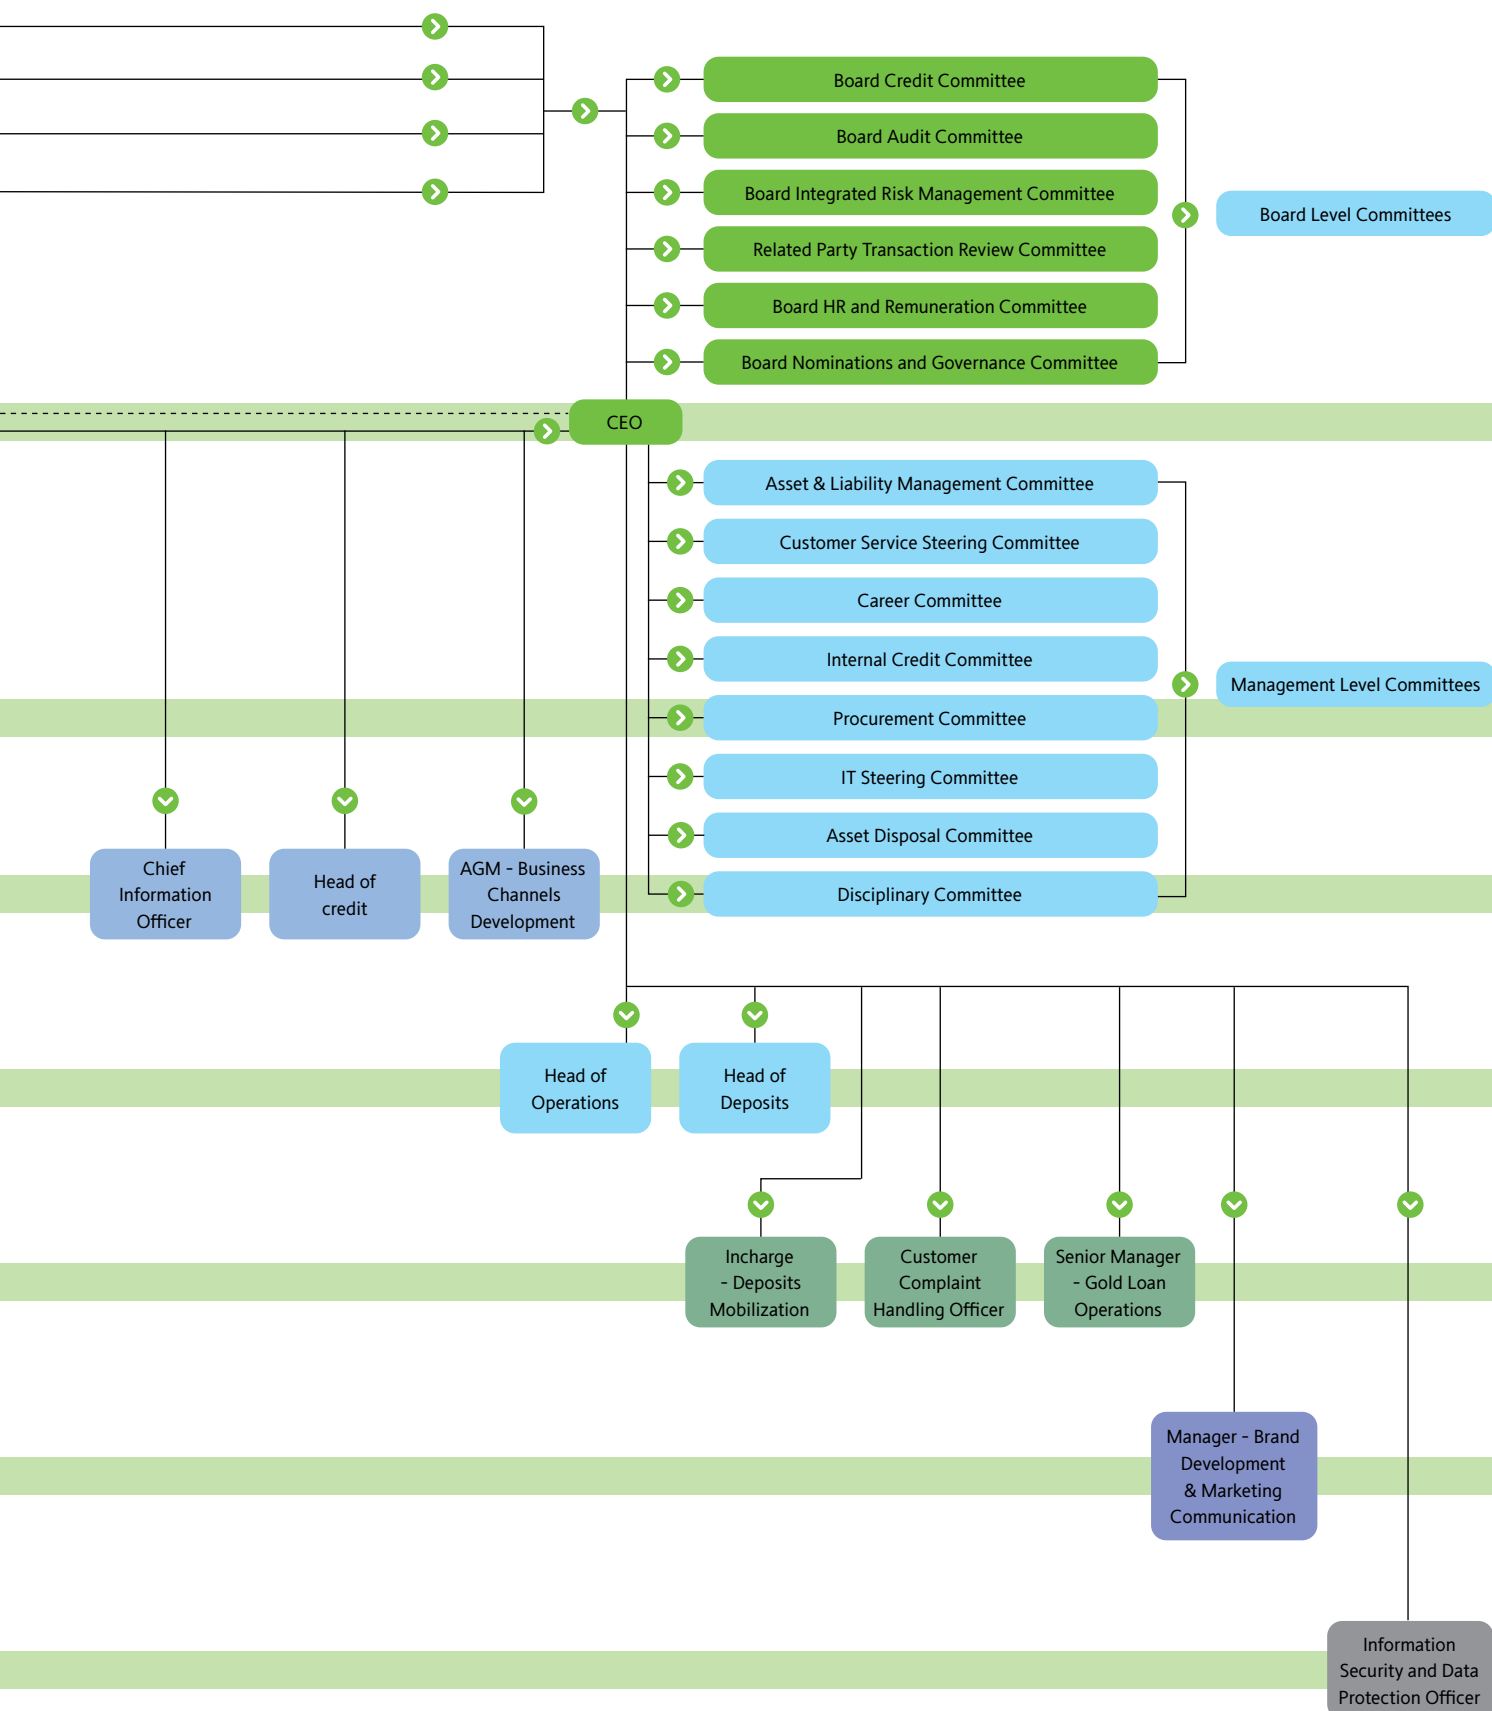 Board Credit Committee
Board Audit Committee
Board Integrated Risk Management Committee
Board Level Committees
Related Party Transaction Review Committee
Board HR and Remuneration Committee
Board Nominations and Governance Committee
CEO
Asset & Liability Management Committee
Customer Service Steering Committee
Career Committee
Internal Credit Committee
Management Level Committees
Procurement Committee
IT Steering Committee
Asset Disposal Committee
Disciplinary Committee
Chief
Information
Officer
Head of
credit
AGM - Business
Channels
Development
Head of
Operations
Head of
Deposits
Incharge
- Deposits
Mobilization
Customer
Complaint
Handling Officer
Senior Manager
- Gold Loan
Operations
Manager - Brand
Development
& Marketing
Communication
Information
Security and Data
Protection Officer